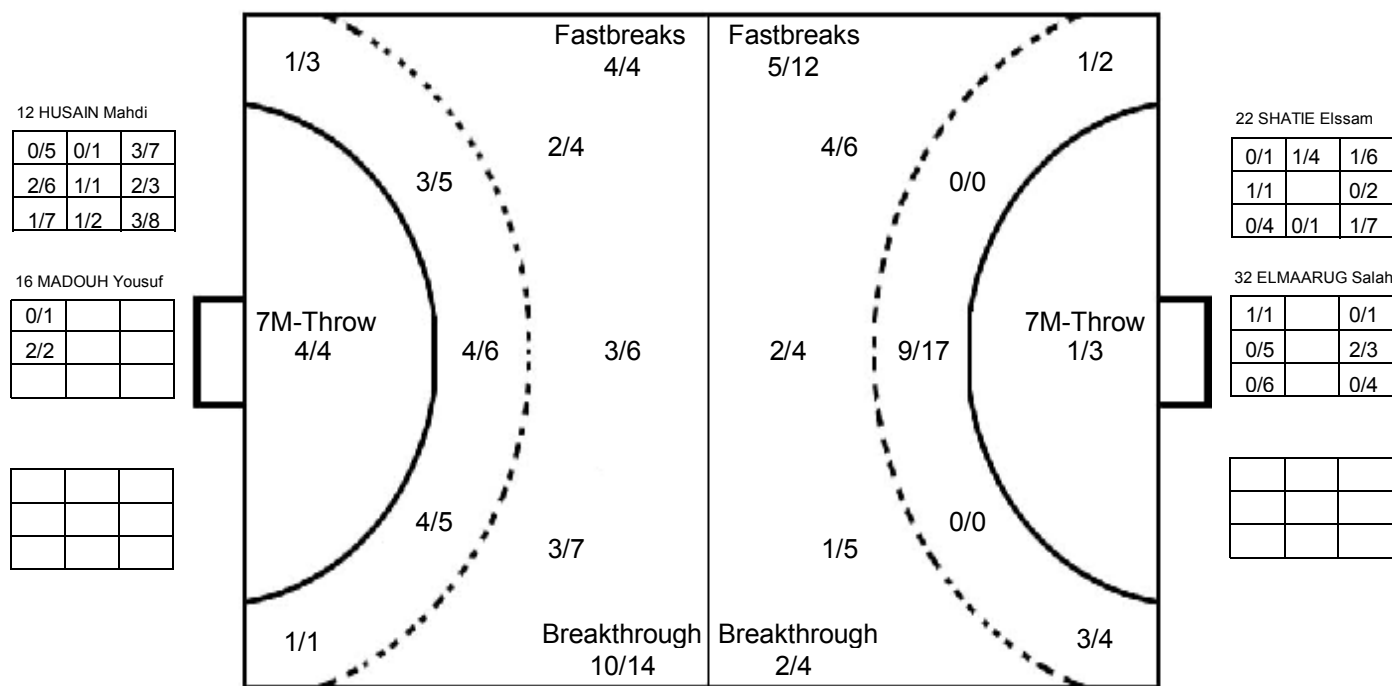 Fastbreaks Fastbreaks
1/3 4/4 5/12 1/2
12 HUSAIN Mahdi
0/5 0/1 3/7
2/6 1/1 2/3
1/7 1/2 3/8
22 SHATIE Elssam
0/1 1/4 1/6
1/1 0/2
0/4 0/1 1/7
2/4 4/6
3/5 0/0
16 MADOUH Yousuf
0/1
2/2
32 ELMAARUG Salah
1/1 0/1
0/5 2/3
0/6 0/4
7M-Throw 7M-Throw
4/4 4/6 3/6 2/4 9/17 1/3
4/5 0/0
3/7 1/5
Breakthrough Breakthrough
1/1 10/14 2/4 3/4